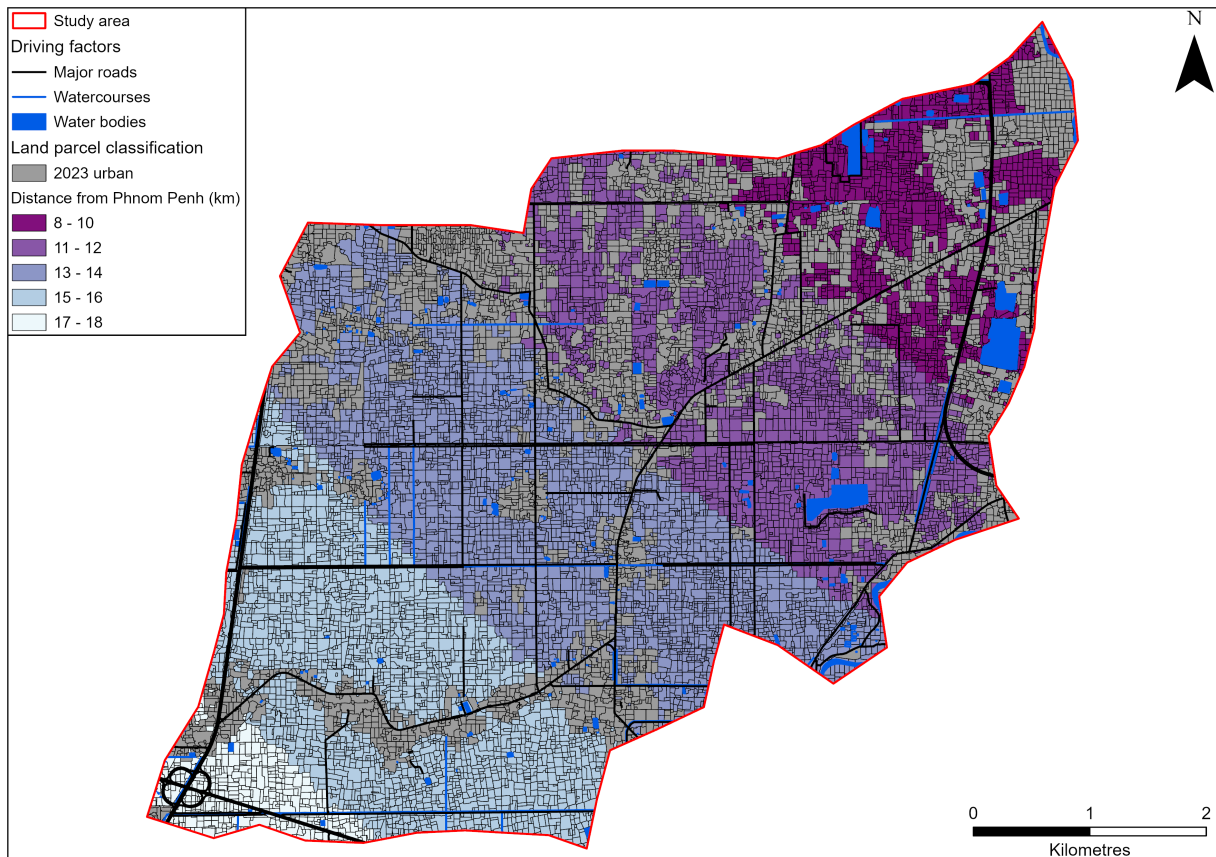 Study area
Driving factors
Major roads
Watercourses
Water bodies
Land parcel classification
2023 urban
Distance from Phnom Penh (km)
8 - 10
11 - 12
13 - 14
15 - 16
17 - 18
N
0 1 2
Kilometres